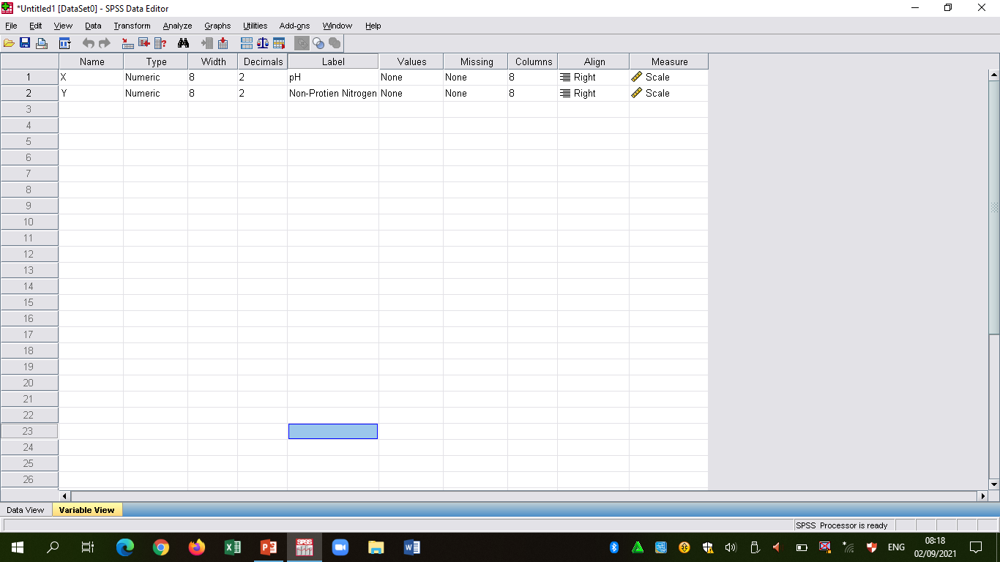 *Untitled1 [DataSet0] - SPSS Data Editor
File Edit View Data Transform Analyze Graphs Utilities Add-ons Window Help
Name Type Width Decimals Label Values Missing Columns Align Measure
1 X Numeric 8 2 pH None None 8 Right Scale
2 Y Numeric 8 2 Non-Protien Nitrogen None None 8 Right Scale
3
4
5
6
7
8
9
10
11
12
13
14
15
16
17
18
19
20
21
22
23
24
25
26
Data View Variable View
SPSS Processor is ready
SPSS
ENG
08:18
02/09/2021